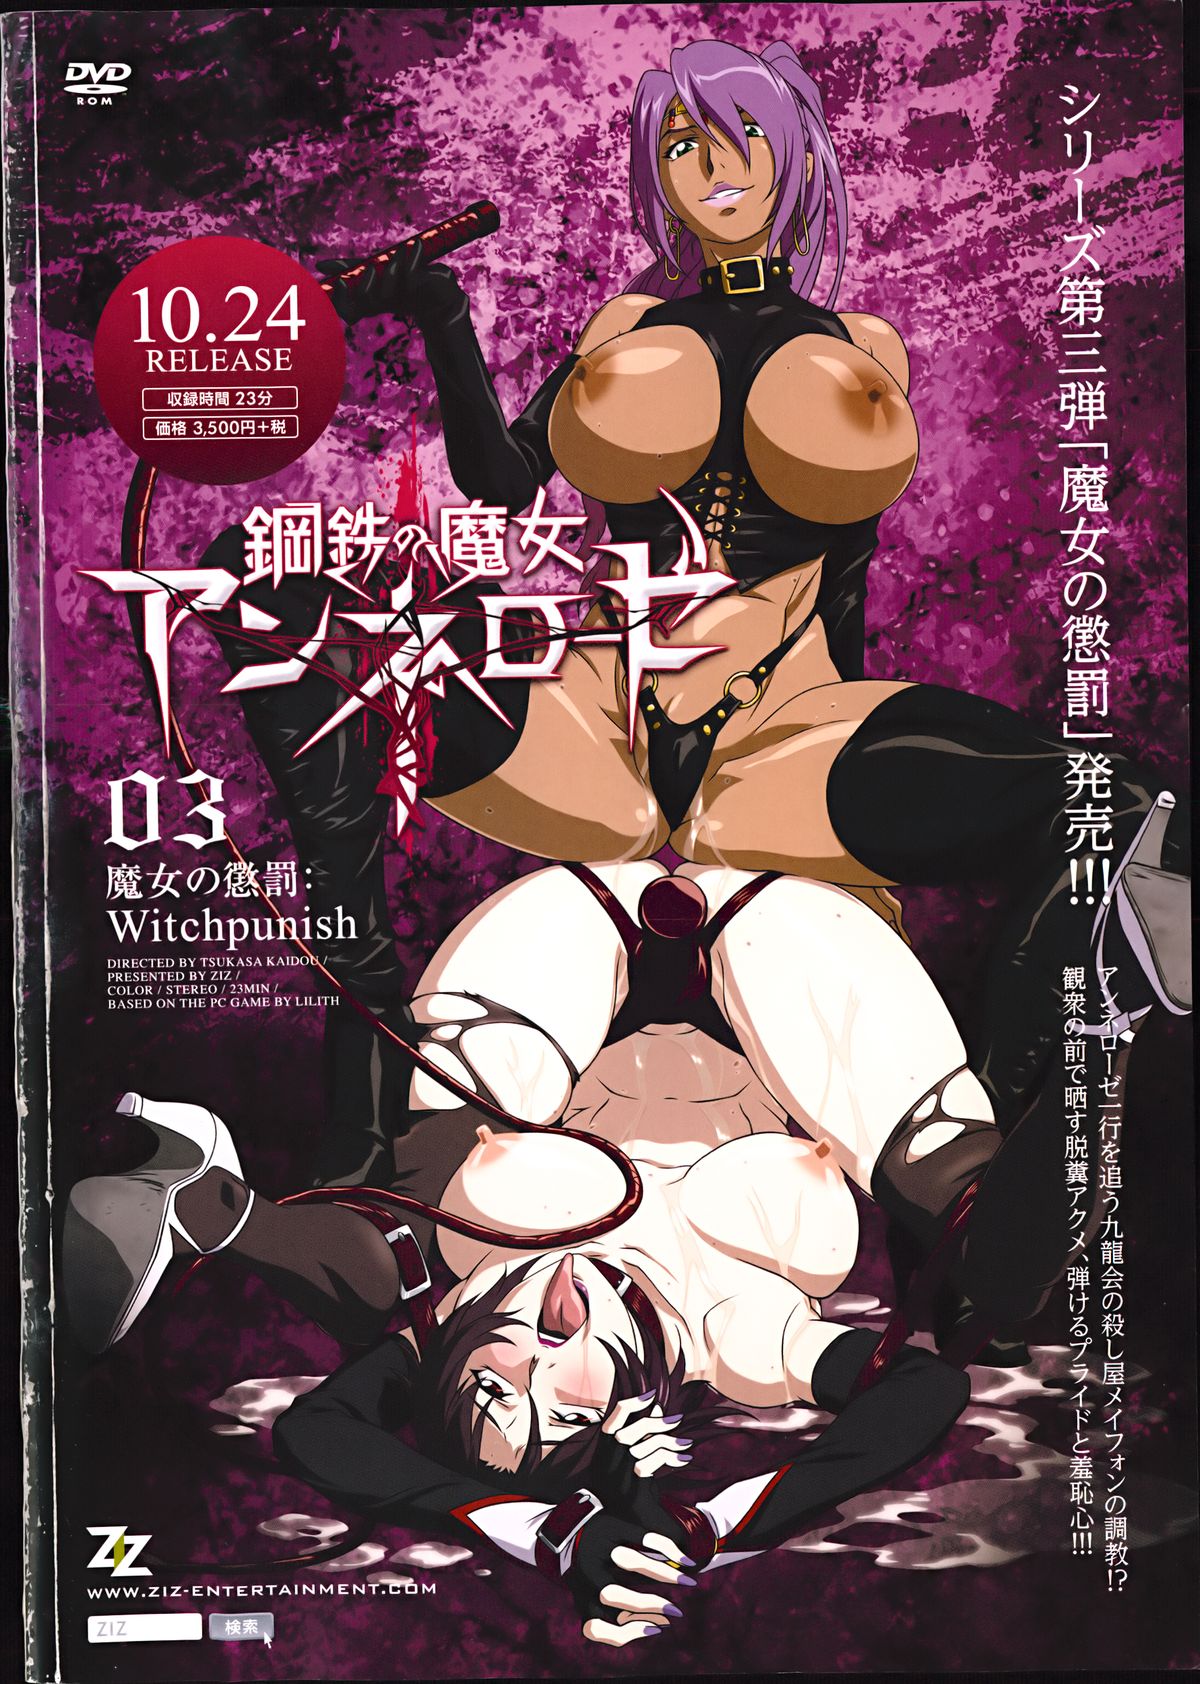 DVD
ROM
10.24
RELEASE
収録時間 23分
価格 3,500円+税
シリーズ第三弾「魔女の懲罰」発売!!!
鋼鉄の魔女
アンネローゼ
03
魔女の懲罰:
Witchpunish
DIRECTED BY TSUKASA KAIDOU /
PRESENTED BY ZIZ /
COLOR / STEREO / 23MIN /
BASED ON THE PC GAME BY LILITH
アンネローゼ一行を追う九龍会の殺し屋メイフォンの調教!?
観衆の前で晒す脱糞アクメ、弾けるプライドと羞恥心!!!
ZIZ
WWW.ZIZ-ENTERTAINMENT.COM
ZIZ
検索